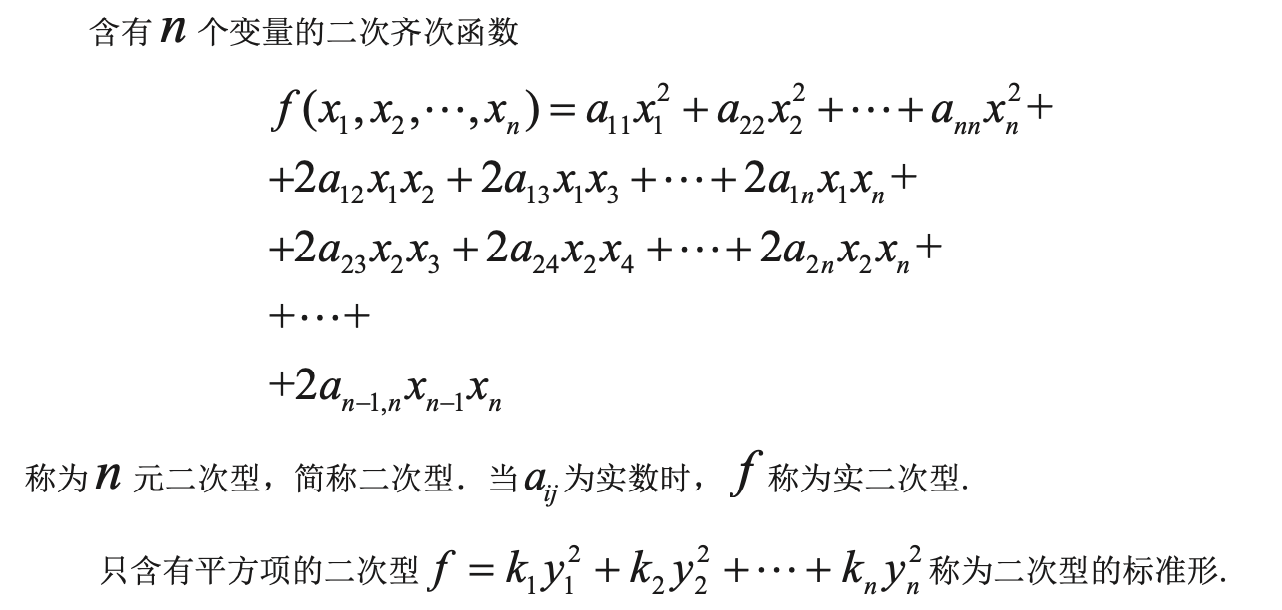 含有 n 个变量的二次齐次函数
f(x₁,x₂,⋯,xₙ)=a₁₁x₁²+a₂₂x₂²+⋯+aₙₙxₙ²+
+2a₁₂x₁x₂+2a₁₃x₁x₃+⋯+2a₁ₙx₁xₙ+
+2a₂₃x₂x₃+2a₂₄x₂x₄+⋯+2a₂ₙx₂xₙ+
+⋯+
+2aₙ₋₁,ₙxₙ₋₁xₙ
称为 n 元二次型，简称二次型．当 aᵢⱼ 为实数时， f 称为实二次型.
只含有平方项的二次型 f = k₁y₁²+k₂y₂²+⋯+kₙyₙ² 称为二次型的标准形.